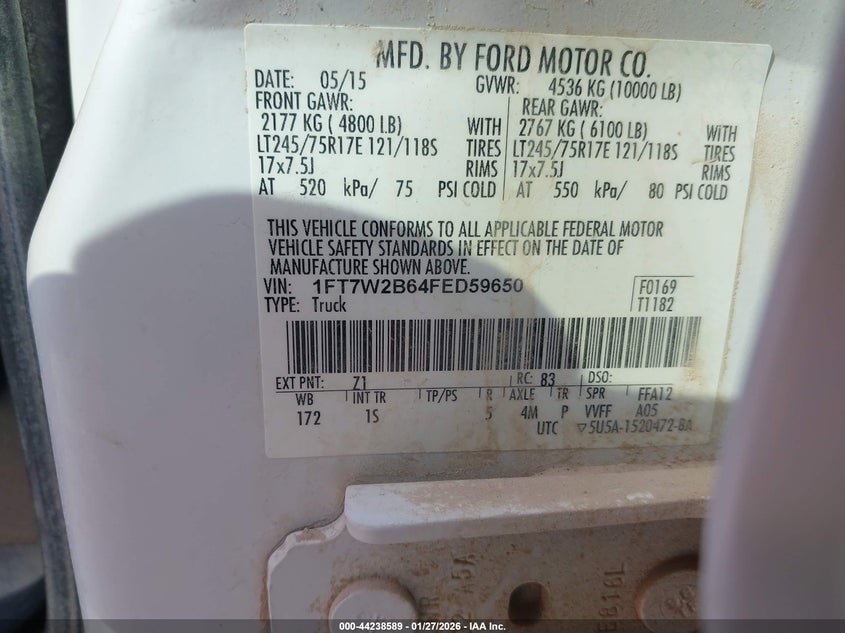 MFD. BY FORD MOTOR CO.
DATE: 05/15 GVWR: 4536 KG (10000 LB)
FRONT GAWR: REAR GAWR:
2177 KG ( 4800 LB) WITH 2767 KG ( 6100 LB) WITH
LT245/75R17E 121/118S TIRES LT245/75R17E 121/118S TIRES
17x7.5J RIMS 17x7.5J RIMS
AT 520 kPa/ 75 PSI COLD AT 550 kPa/ 80 PSI COLD
THIS VEHICLE CONFORMS TO ALL APPLICABLE FEDERAL MOTOR
VEHICLE SAFETY STANDARDS IN EFFECT ON THE DATE OF
MANUFACTURE SHOWN ABOVE.
VIN: 1FT7W2B64FED59650 F0169
TYPE: Truck T1182
EXT PNT: Z1 RC: 83 DSO:
WB INT TR TP/PS R AXLE TR SPR FFA12
172 1S 5 4M P VVFF A05
UTC ▽5U5A-1520472-8A
000-44238589 - 01/27/2026 - IAA Inc.